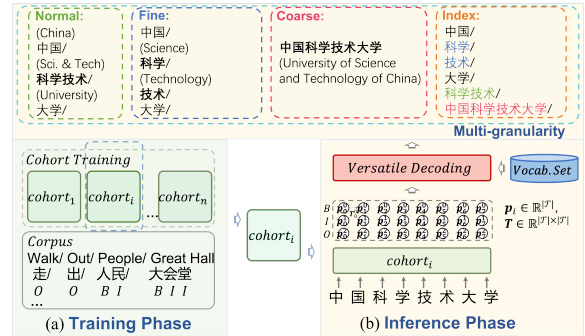 Normal:
(China)
中国/
(Sci. & Tech)
科学技术/
(University)
大学/
Fine:
中国/
(Science)
科学/
(Technology)
技术/
大学/
Coarse:
中国科学技术大学
(University of Science
and Technology of China)
Index:
中国/
科学/
技术/
大学/
科学技术/
中国科学技术大学/
Multi-granularity
Cohort Training
cohort₁
cohortᵢ
...
cohortₙ
Corpus
Walk/ Out/ People/ Great Hall
走/ 出/ 人民/ 大会堂
O O B I B I I
...
(a) Training Phase
cohortᵢ
Versatile Decoding
Vocab.Set
B
I
O
pᵢ ∈ ℝ^|𝒯|,
T ∈ ℝ^|𝒯|×|𝒯|
cohortᵢ
中 国 科 学 技 术 大 学
(b) Inference Phase